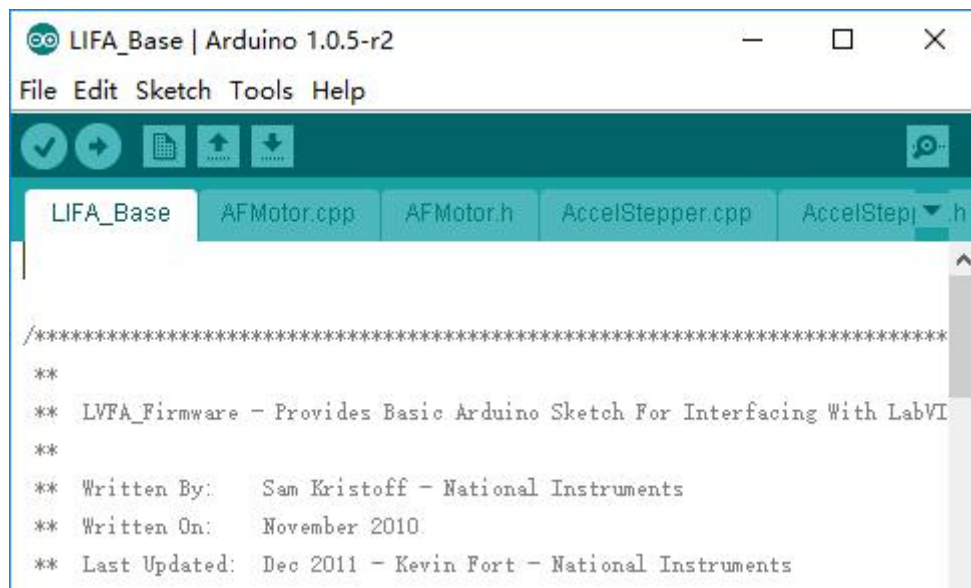 LIFA_Base | Arduino 1.0.5-r2
File Edit Sketch Tools Help
LIFA_Base AFMotor.cpp AFMotor.h AccelStepper.cpp AccelStepp .h
/******************************************************************************
**
** LVFA_Firmware - Provides Basic Arduino Sketch For Interfacing With LabVI
**
** Written By: Sam Kristoff - National Instruments
** Written On: November 2010
** Last Updated: Dec 2011 - Kevin Fort - National Instruments